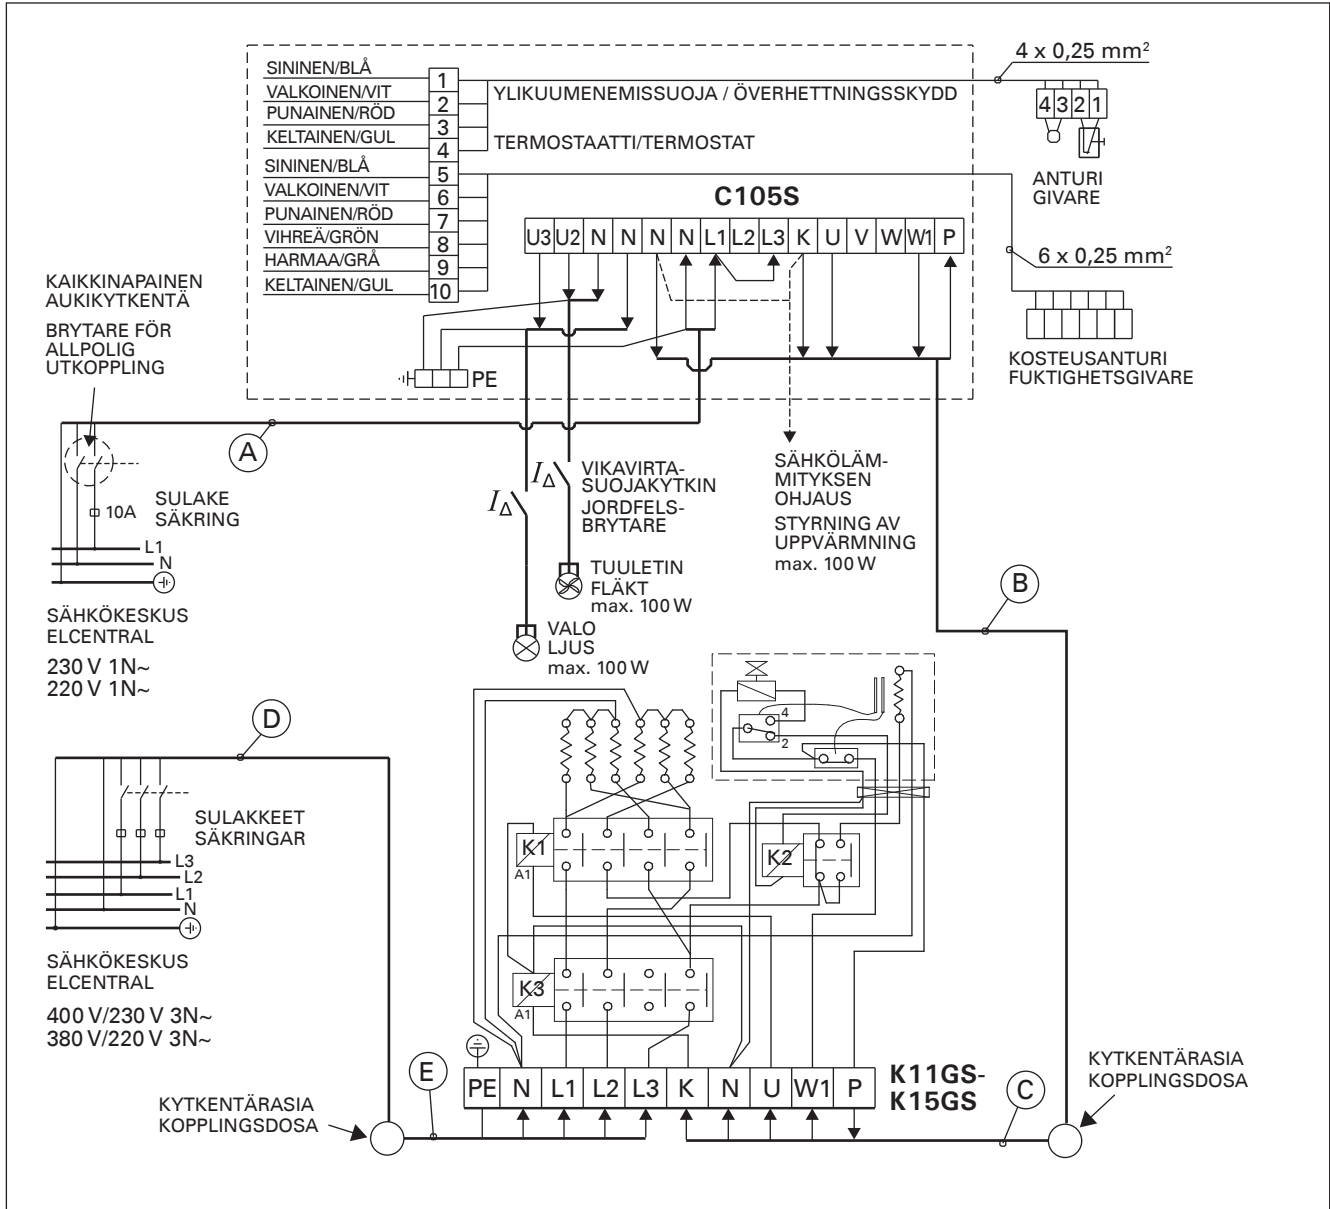 SININEN/BLÅ
VALKOINEN/VIT
PUNAINEN/RÖD
KELTAINEN/GUL
SININEN/BLÅ
VALKOINEN/VIT
PUNAINEN/RÖD
VIHREÄ/GRÖN
HARMAA/GRÅ
KELTAINEN/GUL
1
2
3
4
5
6
7
8
9
10
YLIKUUMENEMISSUOJA / ÖVERHETTNINGSSKYDD
TERMOSTAATTI/TERMOSTAT
4 x 0,25 mm²
4 3 2 1
ANTURI
GIVARE
C105S
U3 U2 N N N N L1 L2 L3 K U V W W1 P
6 x 0,25 mm²
KOSTEUSANTURI
FUKTIGHETSGIVARE
KAIKKINAPAINEN
AUKIKYTKENTÄ
BRYTARE FÖR
ALLPOLIG
UTKOPPLING
PE
A
10A
SULAKE
SÄKRING
L1
N
SÄHKÖKESKUS
ELCENTRAL
230 V 1N~
220 V 1N~
I∆
I∆
VIKAVIRTA-
SUOJAKYTKIN
JORDFELS-
BRYTARE
TUULETIN
FLÄKT
max. 100 W
VALO
LJUS
max. 100 W
SÄHKÖLÄM-
MITYKSEN
OHJAUS
STYRNING AV
UPPVÄRMNING
max. 100 W
B
D
SULAKKEET
SÄKRINGAR
L3
L2
L1
N
SÄHKÖKESKUS
ELCENTRAL
400 V/230 V 3N~
380 V/220 V 3N~
4
2
K1
A1
K2
K3
A1
PE N L1 L2 L3 K N U W1 P
K11GS-
K15GS
E
C
KYTKENTÄRASIA
KOPPLINGSDOSA
KYTKENTÄRASIA
KOPPLINGSDOSA